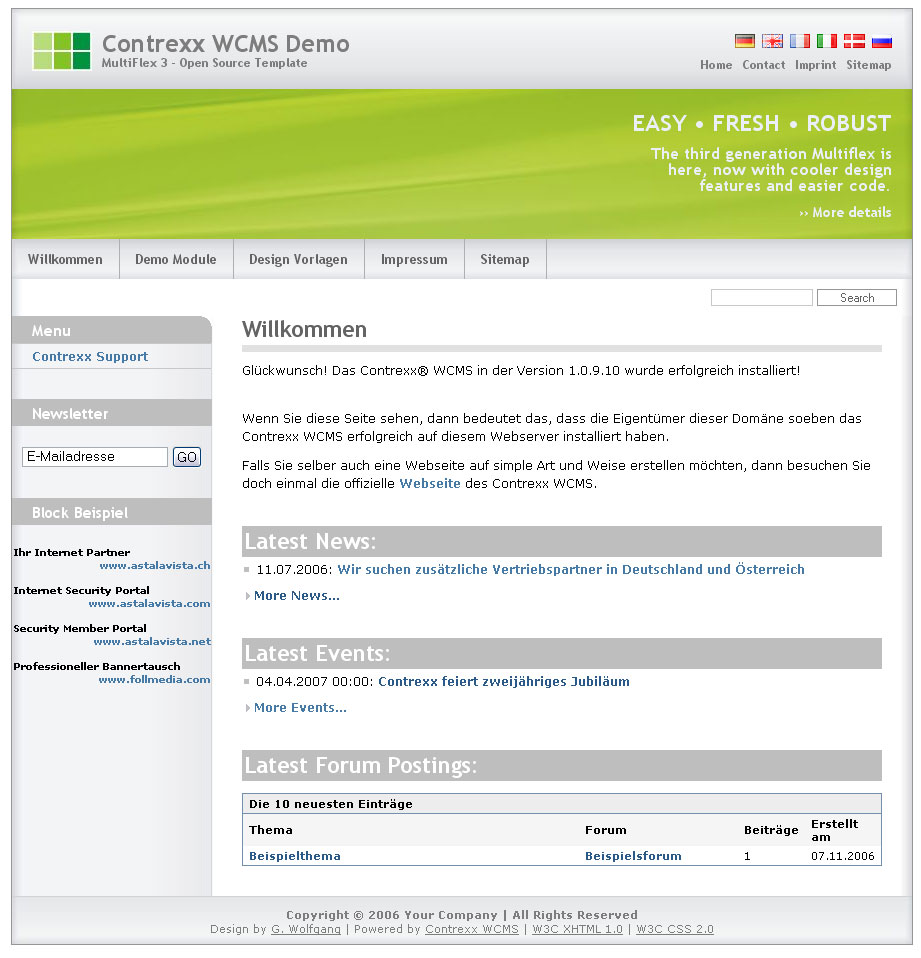 Contrexx WCMS Demo
MultiFlex 3 - Open Source Template
Home Contact Imprint Sitemap
EASY • FRESH • ROBUST
The third generation Multiflex is
here, now with cooler design
features and easier code.
›› More details
Willkommen Demo Module Design Vorlagen Impressum Sitemap
Search
Menu
Contrexx Support
Newsletter
E-Mailadresse GO
Block Beispiel
Ihr Internet Partner
www.astalavista.ch
Internet Security Portal
www.astalavista.com
Security Member Portal
www.astalavista.net
Professioneller Bannertausch
www.follmedia.com
Willkommen
Glückwunsch! Das Contrexx® WCMS in der Version 1.0.9.10 wurde erfolgreich installiert!
Wenn Sie diese Seite sehen, dann bedeutet das, dass die Eigentümer dieser Domäne soeben das
Contrexx WCMS erfolgreich auf diesem Webserver installiert haben.
Falls Sie selber auch eine Webseite auf simple Art und Weise erstellen möchten, dann besuchen Sie
doch einmal die offizielle Webseite des Contrexx WCMS.
Latest News:
11.07.2006: Wir suchen zusätzliche Vertriebspartner in Deutschland und Österreich
More News...
Latest Events:
04.04.2007 00:00: Contrexx feiert zweijähriges Jubiläum
More Events...
Latest Forum Postings:
Die 10 neuesten Einträge
Thema Forum Beiträge Erstellt am
Beispielthema Beispielsforum 1 07.11.2006
Copyright © 2006 Your Company | All Rights Reserved
Design by G. Wolfgang | Powered by Contrexx WCMS | W3C XHTML 1.0 | W3C CSS 2.0